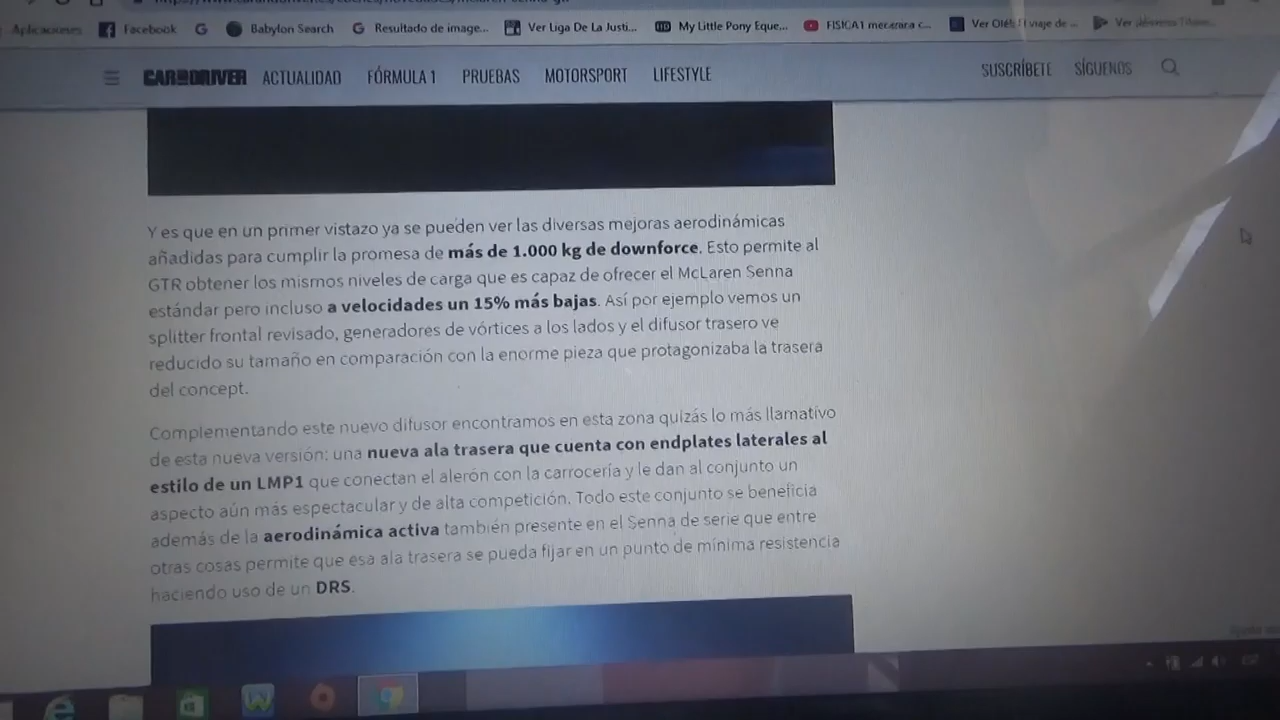 Aplicaciones Facebook Babylon Search Resultado de image... Ver Liga De La Justi... My Little Pony Eque... FISICA1 mecanica c... Ver Olé! El viaje de ... Ver
CAR DRIVER ACTUALIDAD FÓRMULA 1 PRUEBAS MOTORSPORT LIFESTYLE SUSCRÍBETE SÍGUENOS
Y es que en un primer vistazo ya se pueden ver las diversas mejoras aerodinámicas
añadidas para cumplir la promesa de más de 1.000 kg de downforce. Esto permite al
GTR obtener los mismos niveles de carga que es capaz de ofrecer el McLaren Senna
estándar pero incluso a velocidades un 15% más bajas. Así por ejemplo vemos un
splitter frontal revisado, generadores de vórtices a los lados y el difusor trasero ve
reducido su tamaño en comparación con la enorme pieza que protagonizaba la trasera
del concept.
Complementando este nuevo difusor encontramos en esta zona quizás lo más llamativo
de esta nueva versión: una nueva ala trasera que cuenta con endplates laterales al
estilo de un LMP1 que conectan el alerón con la carrocería y le dan al conjunto un
aspecto aún más espectacular y de alta competición. Todo este conjunto se beneficia
además de la aerodinámica activa también presente en el Senna de serie que entre
otras cosas permite que esa ala trasera se pueda fijar en un punto de mínima resistencia
haciendo uso de un DRS.